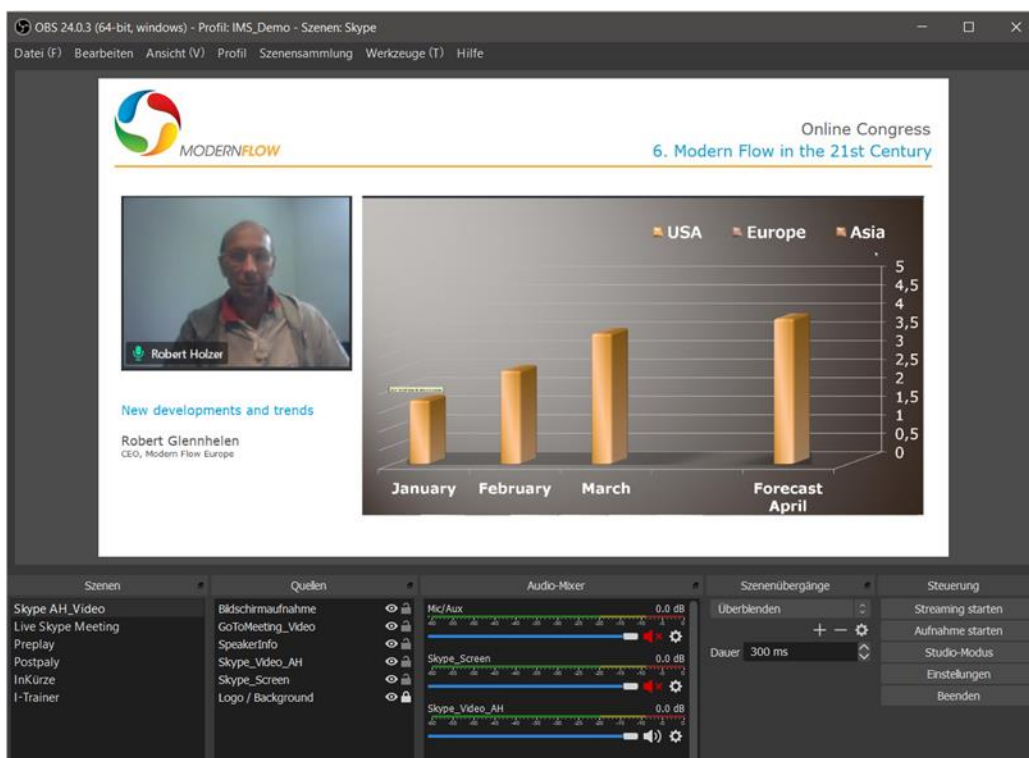 OBS 24.0.3 (64-bit, windows) - Profil: IMS_Demo - Szenen: Skype
Datei (F) Bearbeiten Ansicht (V) Profil Szenensammlung Werkzeuge (T) Hilfe
MODERNFLOW
Online Congress
6. Modern Flow in the 21st Century
Robert Holzer
New developments and trends
Robert Glennhelen
CEO, Modern Flow Europe
USA Europe Asia
5
4,5
4
3,5
3
2,5
2
1,5
1
0,5
0
January February March Forecast
April
Szenen
Skype AH_Video
Live Skype Meeting
Preplay
Postpaly
InKürze
I-Trainer
Quellen
Bildschirmaufnahme
GoToMeeting_Video
SpeakerInfo
Skype_Video_AH
Skype_Screen
Logo / Background
Audio-Mixer
Mic/Aux 0.0 dB
Skype_Screen 0.0 dB
Skype_Video_AH 0.0 dB
Szenenübergänge
Überblenden
Dauer 300 ms
Steuerung
Streaming starten
Aufnahme starten
Studio-Modus
Einstellungen
Beenden